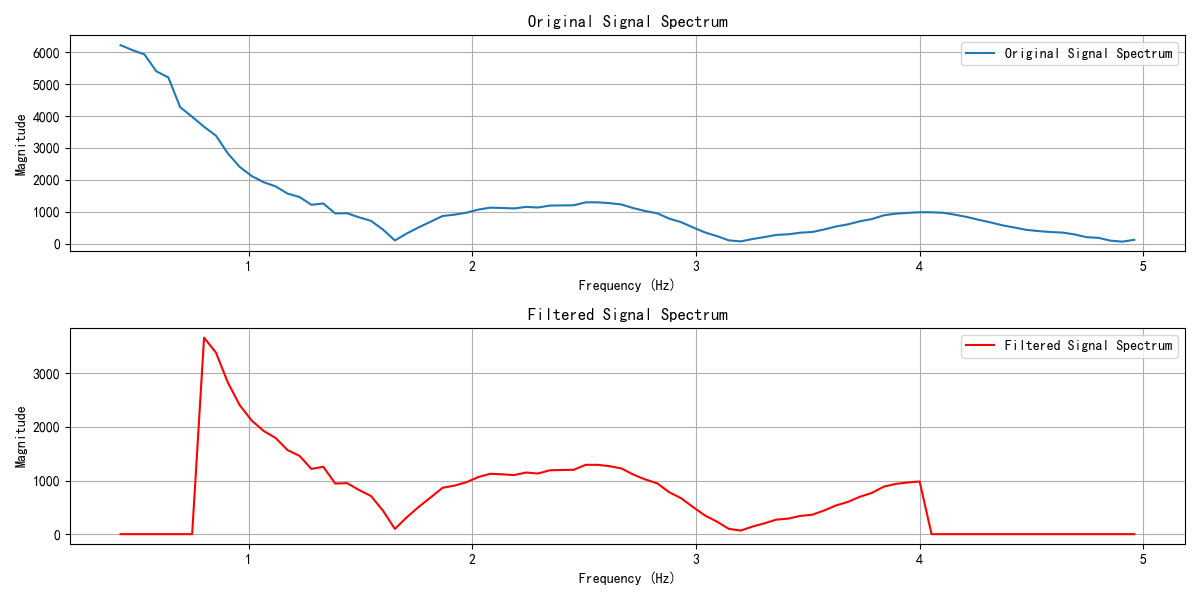 Original Signal Spectrum
Original Signal Spectrum
Magnitude
6000
5000
4000
3000
2000
1000
0
1 2 3 4 5
Frequency (Hz)
Filtered Signal Spectrum
Filtered Signal Spectrum
Magnitude
3000
2000
1000
0
1 2 3 4 5
Frequency (Hz)